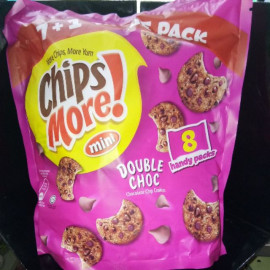 7+1
PACK
More Chips, More Yum
Chips
More!
mini
DOUBLE
CHOC
Chocolate Chip Cookies
8
handy packs